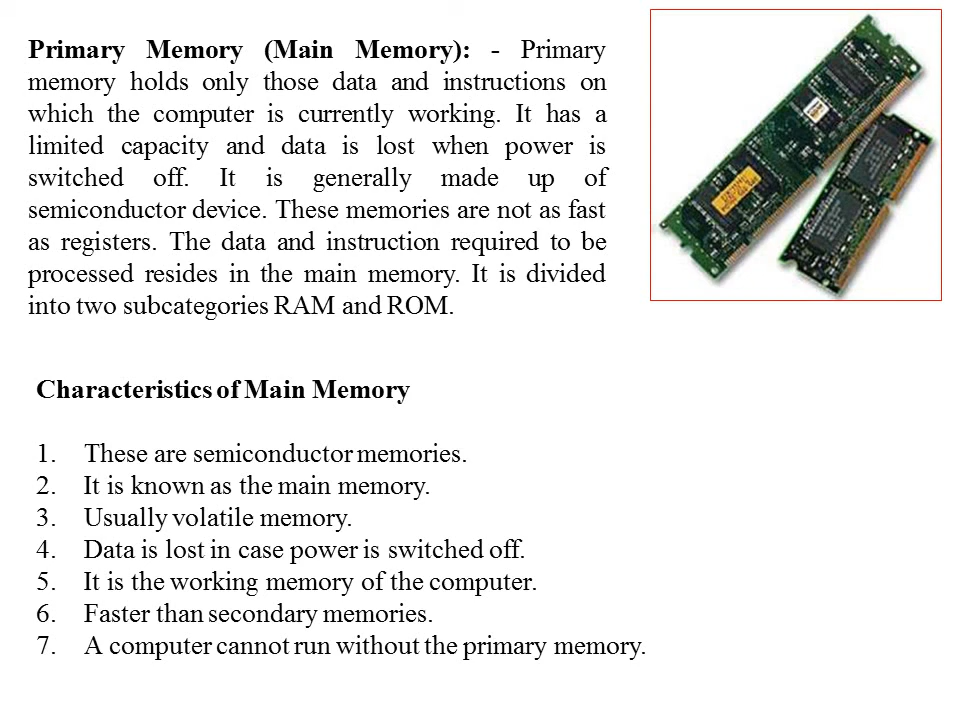 Primary Memory (Main Memory): - Primary
memory holds only those data and instructions on
which the computer is currently working. It has a
limited capacity and data is lost when power is
switched off. It is generally made up of
semiconductor device. These memories are not as fast
as registers. The data and instruction required to be
processed resides in the main memory. It is divided
into two subcategories RAM and ROM.
Characteristics of Main Memory
1. These are semiconductor memories.
2. It is known as the main memory.
3. Usually volatile memory.
4. Data is lost in case power is switched off.
5. It is the working memory of the computer.
6. Faster than secondary memories.
7. A computer cannot run without the primary memory.